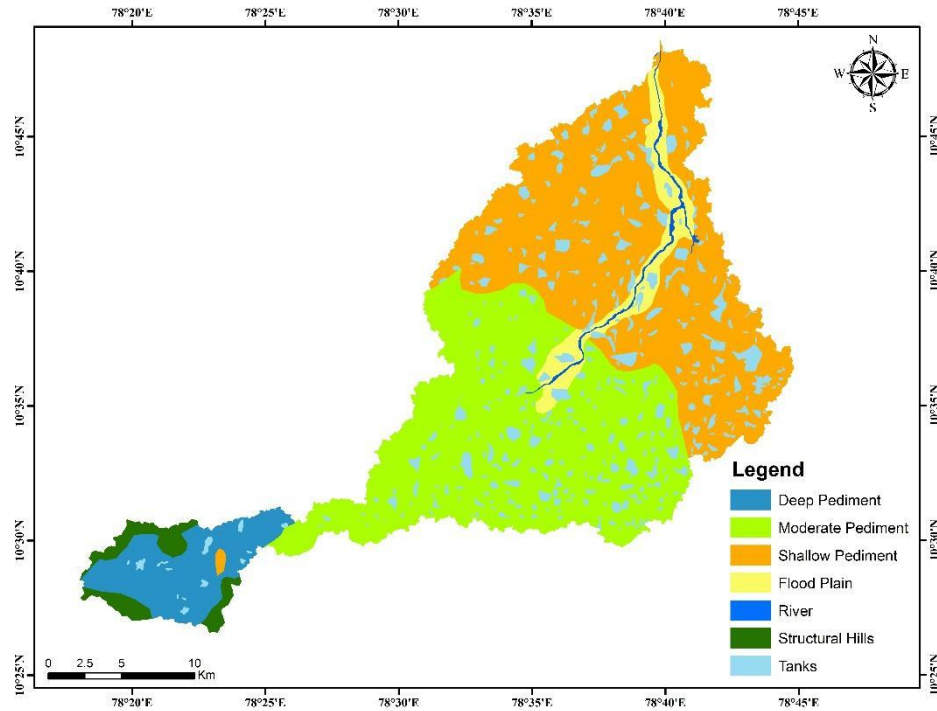 78°20'E 78°25'E 78°30'E 78°35'E 78°40'E 78°45'E
N
W E
S
10°45'N 10°45'N
10°40'N 10°40'N
10°35'N 10°35'N
Legend
Deep Pediment
Moderate Pediment
10°30'N 10°30'N
Shallow Pediment
Flood Plain
River
Structural Hills
0 2.5 5 10
Km
Tanks
10°25'N 10°25'N
78°20'E 78°25'E 78°30'E 78°35'E 78°40'E 78°45'E